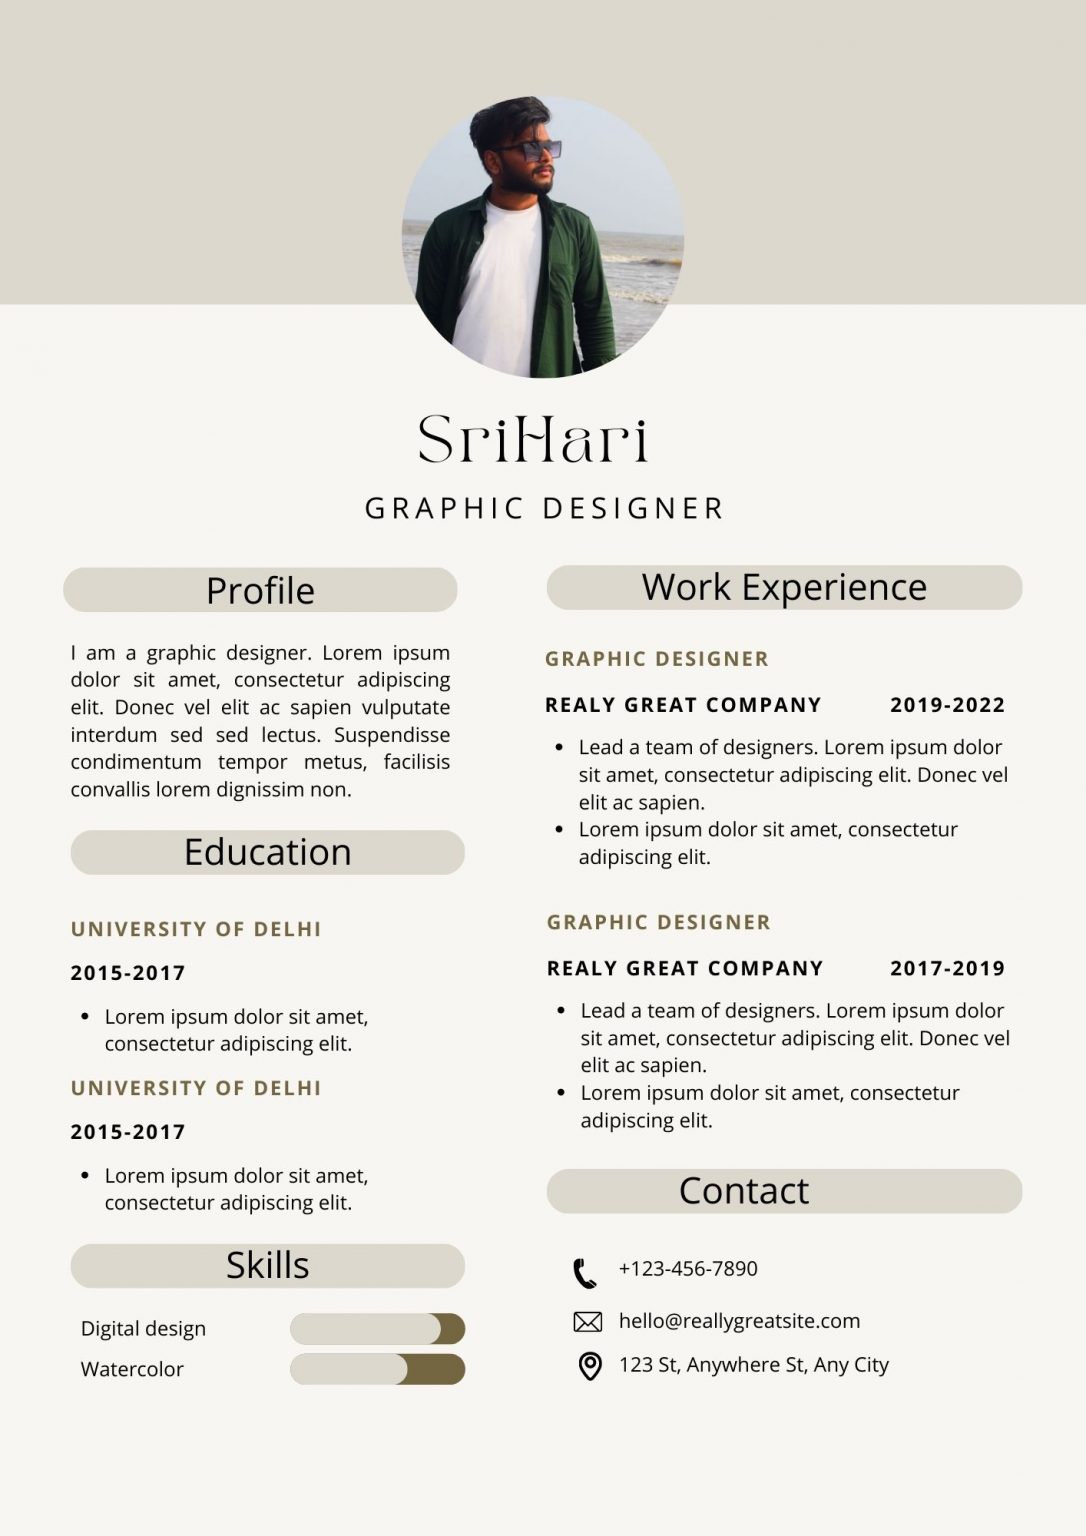 SriHari
GRAPHIC DESIGNER
Profile
I am a graphic designer. Lorem ipsum
dolor sit amet, consectetur adipiscing
elit. Donec vel elit ac sapien vulputate
interdum sed sed lectus. Suspendisse
condimentum tempor metus, facilisis
convallis lorem dignissim non.
Education
UNIVERSITY OF DELHI
2015-2017
• Lorem ipsum dolor sit amet,
consectetur adipiscing elit.
UNIVERSITY OF DELHI
2015-2017
• Lorem ipsum dolor sit amet,
consectetur adipiscing elit.
Skills
Digital design
Watercolor
Work Experience
GRAPHIC DESIGNER
REALY GREAT COMPANY 2019-2022
• Lead a team of designers. Lorem ipsum dolor
sit amet, consectetur adipiscing elit. Donec vel
elit ac sapien.
• Lorem ipsum dolor sit amet, consectetur
adipiscing elit.
GRAPHIC DESIGNER
REALY GREAT COMPANY 2017-2019
• Lead a team of designers. Lorem ipsum dolor
sit amet, consectetur adipiscing elit. Donec vel
elit ac sapien.
• Lorem ipsum dolor sit amet, consectetur
adipiscing elit.
Contact
+123-456-7890
hello@reallygreatsite.com
123 St, Anywhere St, Any City